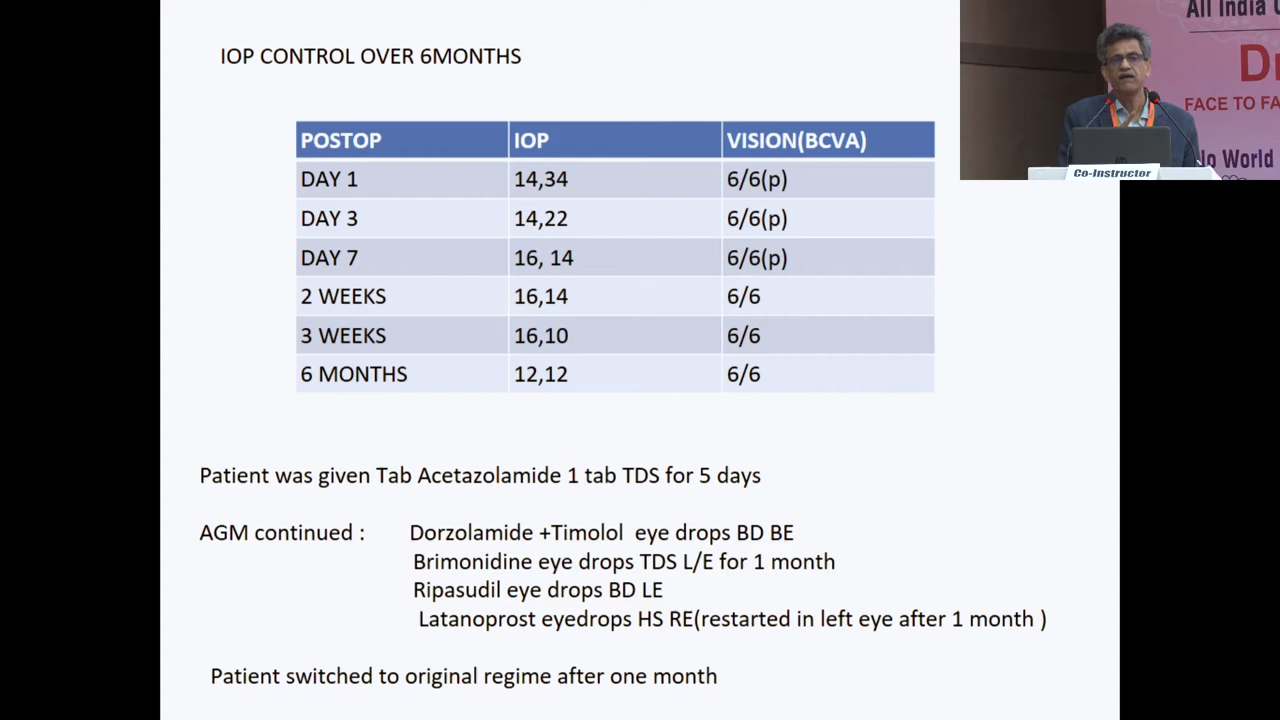 IOP CONTROL OVER 6MONTHS
POSTOP IOP VISION(BCVA)
DAY 1 14,34 6/6(p)
DAY 3 14,22 6/6(p)
DAY 7 16, 14 6/6(p)
2 WEEKS 16,14 6/6
3 WEEKS 16,10 6/6
6 MONTHS 12,12 6/6
Patient was given Tab Acetazolamide 1 tab TDS for 5 days
AGM continued : Dorzolamide +Timolol eye drops BD BE
Brimonidine eye drops TDS L/E for 1 month
Ripasudil eye drops BD LE
Latanoprost eyedrops HS RE(restarted in left eye after 1 month )
Patient switched to original regime after one month
All India
FACE TO
World
Co-Instructor